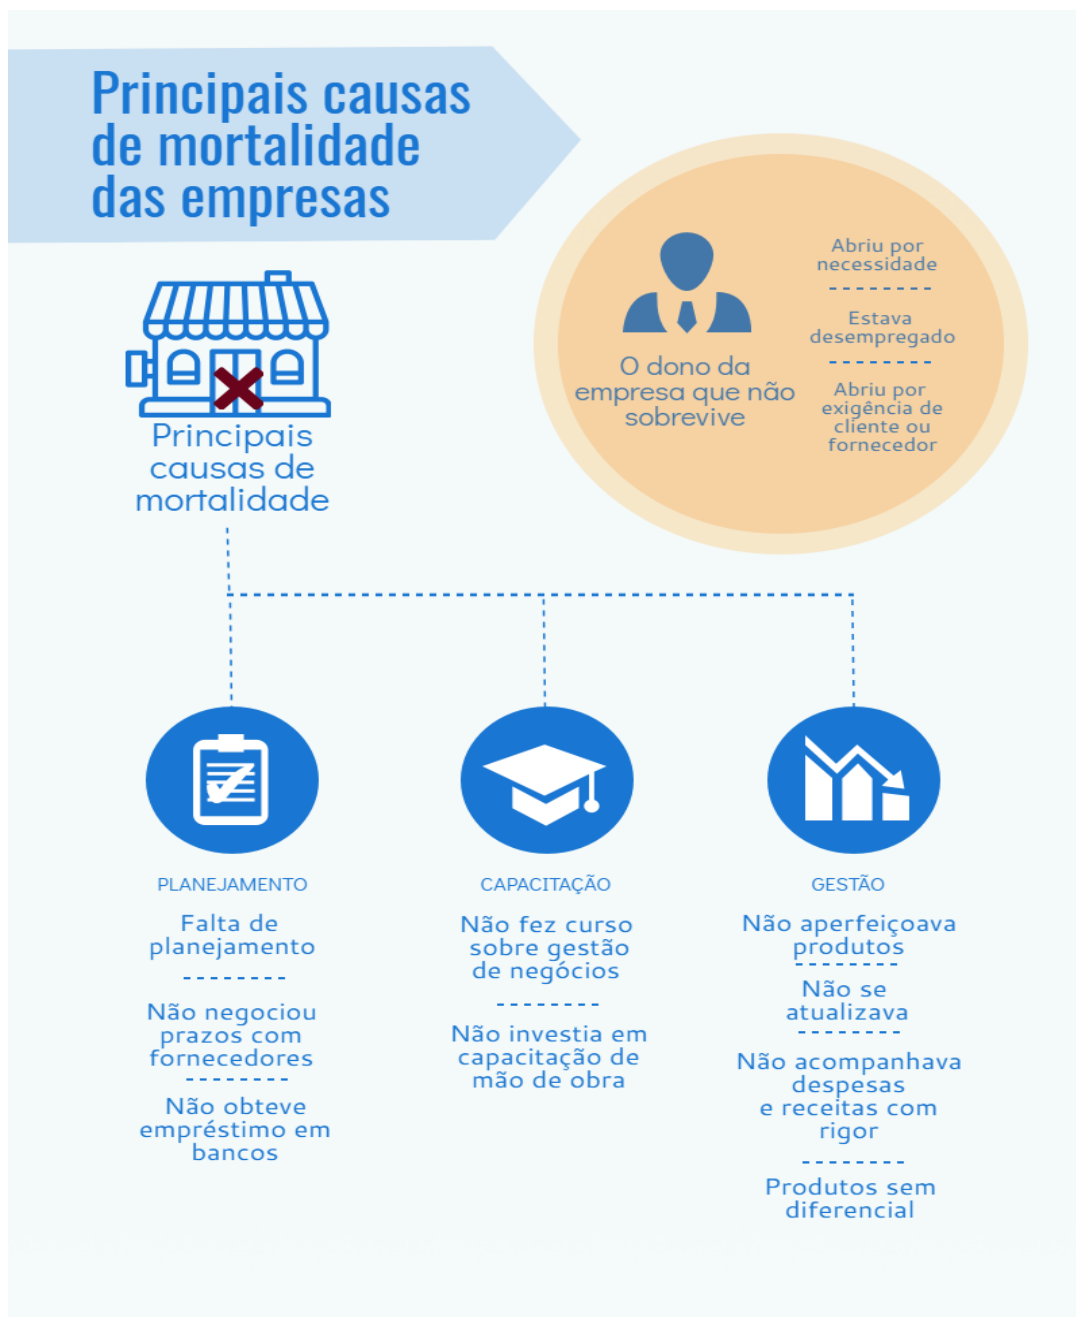 Principais causas
de mortalidade
das empresas
Principais
causas de
mortalidade
O dono da
empresa que não
sobrevive
Abriu por
necessidade
Estava
desempregado
Abriu por
exigência de
cliente ou
fornecedor
PLANEJAMENTO
Falta de
planejamento
Não negociou
prazos com
fornecedores
Não obteve
empréstimo em
bancos
CAPACITAÇÃO
Não fez curso
sobre gestão
de negócios
Não investia em
capacitação de
mão de obra
GESTÃO
Não aperfeiçoava
produtos
Não se
atualizava
Não acompanhava
despesas
e receitas com
rigor
Produtos sem
diferencial